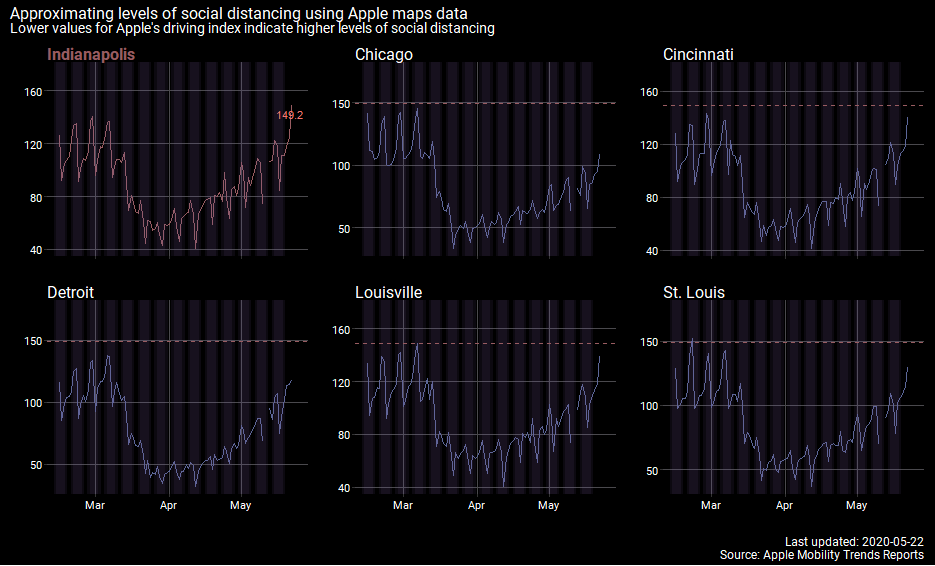 Approximating levels of social distancing using Apple maps data
Lower values for Apple's driving index indicate higher levels of social distancing
Indianapolis
160
120
80
40
149.2
Chicago
150
100
50
Cincinnati
160
120
80
40
Detroit
150
100
50
Mar Apr May
Louisville
160
120
80
40
Mar Apr May
St. Louis
150
100
50
Mar Apr May
Last updated: 2020-05-22
Source: Apple Mobility Trends Reports